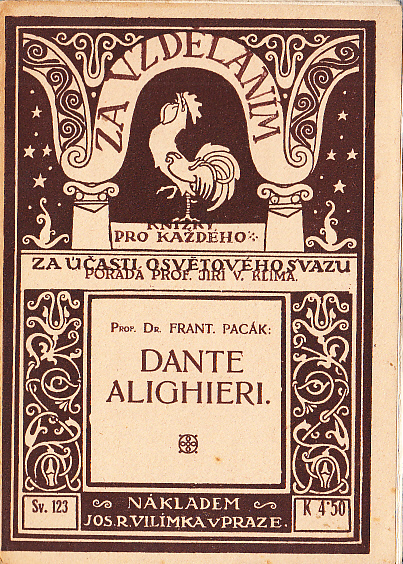 ZA VZDĚLÁNÍM
KNÍŽKY
PRO KAŽDÉHO
ZA ÚČASTI OSVĚTOVÉHO SVAZU
POŘÁDÁ PROF. JIŘÍ V. KLÍMA.
PROF. DR. FRANT. PACÁK:
DANTE
ALIGHIERI.
Sv. 123
NÁKLADEM
JOS. R. VILÍMKA V PRAZE.
K 4·50